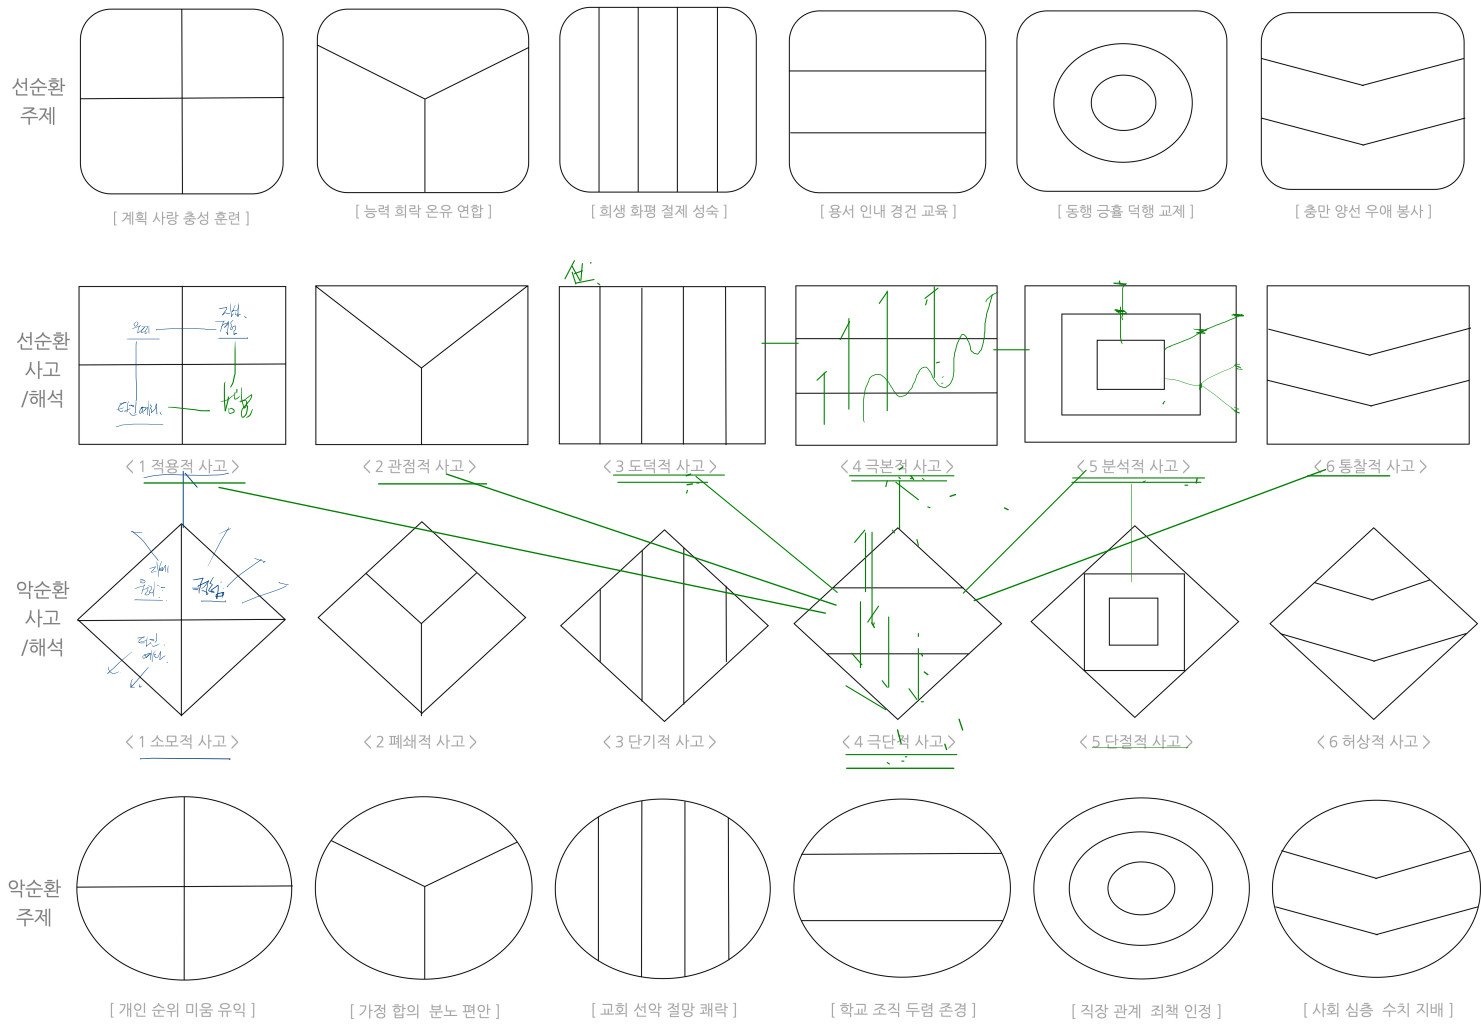 선순환
주제
[ 계획 사랑 충성 훈련 ]
[ 능력 희락 온유 연합 ]
[ 희생 화평 절제 성숙 ]
[ 용서 인내 경건 교육 ]
[ 동행 긍휼 덕행 교제 ]
[ 충만 양선 우애 봉사 ]
선순환
사고
/해석
< 1 적용적 사고 >
< 2 관점적 사고 >
< 3 도덕적 사고 >
< 4 극본적 사고 >
< 5 분석적 사고 >
< 6 통찰적 사고 >
악순환
사고
/해석
< 1 소모적 사고 >
< 2 폐쇄적 사고 >
< 3 단기적 사고 >
< 4 극단적 사고 >
< 5 단절적 사고 >
< 6 허상적 사고 >
악순환
주제
[ 개인 순위 미움 유익 ]
[ 가정 합의 분노 편안 ]
[ 교회 선악 절망 쾌락 ]
[ 학교 조직 두렴 존경 ]
[ 직장 관계 죄책 인정 ]
[ 사회 심층 수치 지배 ]